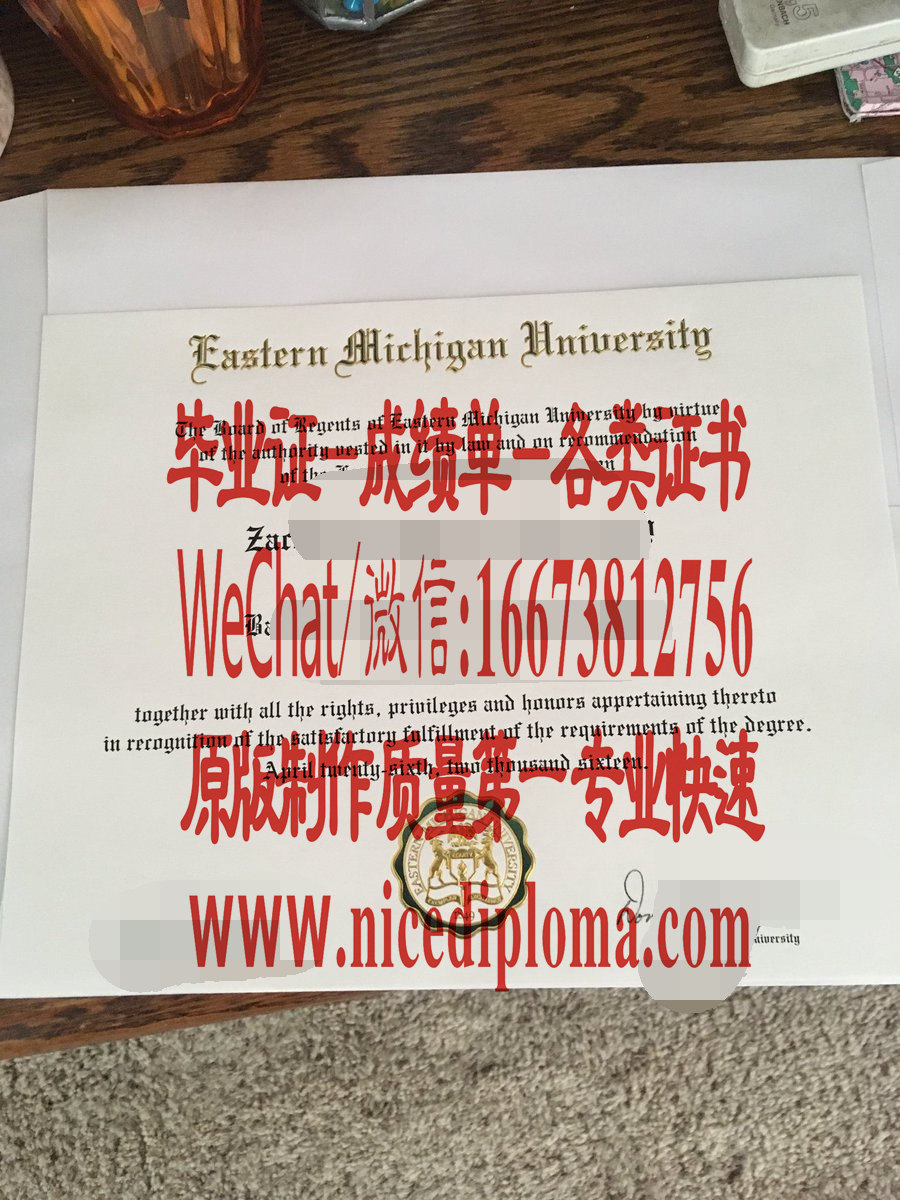 Eastern Michigan University
The Board of Regents of Eastern Michigan University by virtue
of the authority vested in it by law and on recommendation
毕业证—成绩单—各类证书
of the
WeChat/微信:16673812756
together with all the rights, privileges and honors appertaining thereto
in recognition of the satisfactory fulfillment of the requirements of the degree.
原版制作质量第一专业快速
April twenty-sixth, two thousand sixteen.
www.nicediploma.com